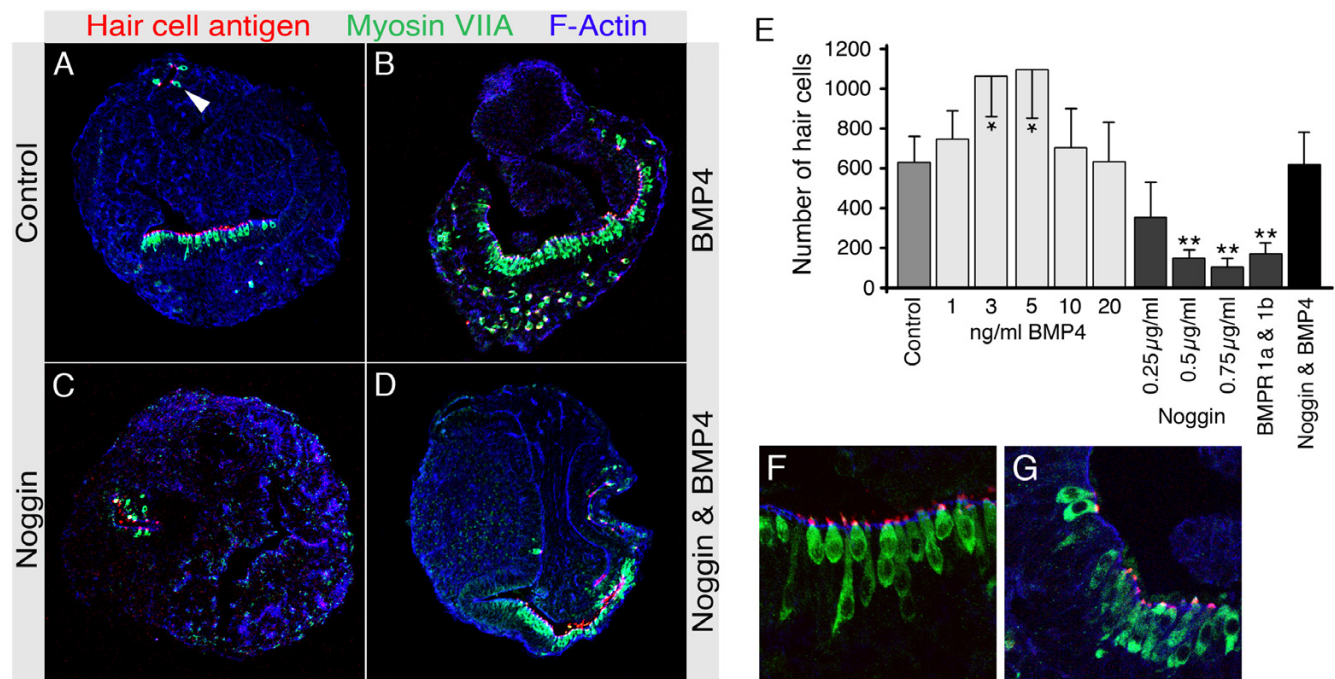 Hair cell antigen Myosin VIIA F-Actin
A
B
Control
BMP4
C
D
Noggin
Noggin & BMP4
E
Number of hair cells
1200
1000
800
600
400
200
0
* *
** ** **
Control
1 3 5 10 20
ng/ml BMP4
0.25µg/ml
0.5µg/ml
0.75µg/ml
Noggin
BMPR1a & 1b
Noggin & BMP4
F
G